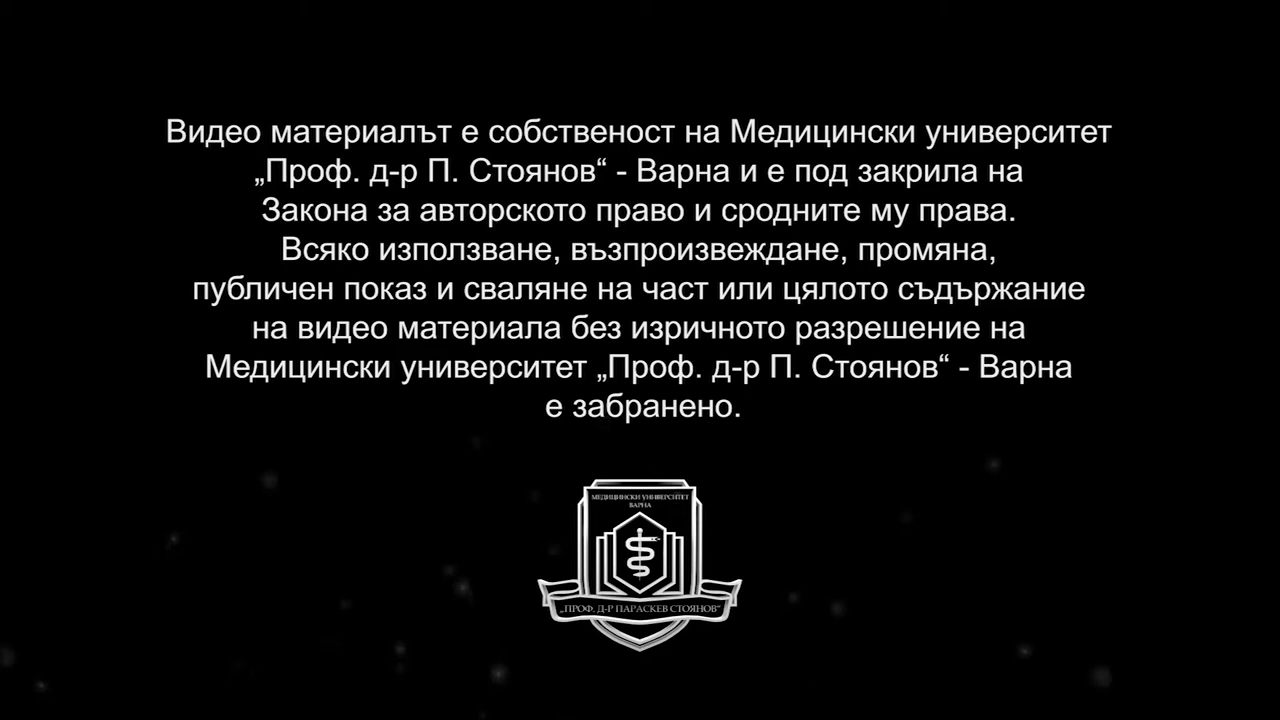 Видео материалът е собственост на Медицински университет
„Проф. д-р П. Стоянов“ - Варна и е под закрила на
Закона за авторското право и сродните му права.
Всяко използване, възпроизвеждане, промяна,
публичен показ и сваляне на част или цялото съдържание
на видео материала без изричното разрешение на
Медицински университет „Проф. д-р П. Стоянов“ - Варна
е забранено.
МЕДИЦИНСКИ УНИВЕРСИТЕТ
ВАРНА
„ПРОФ. Д-Р ПАРАСКЕВ СТОЯНОВ“